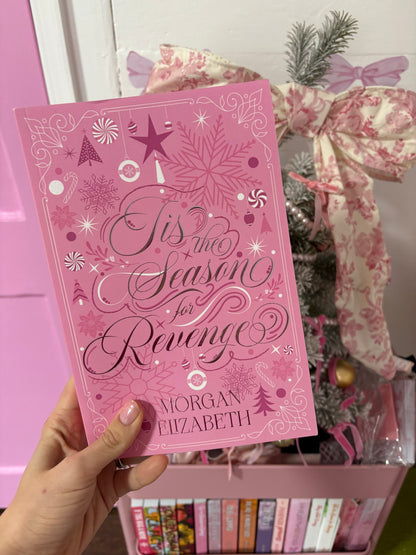 'Tis the
Season
for
Revenge
MORGAN
ELIZABETH